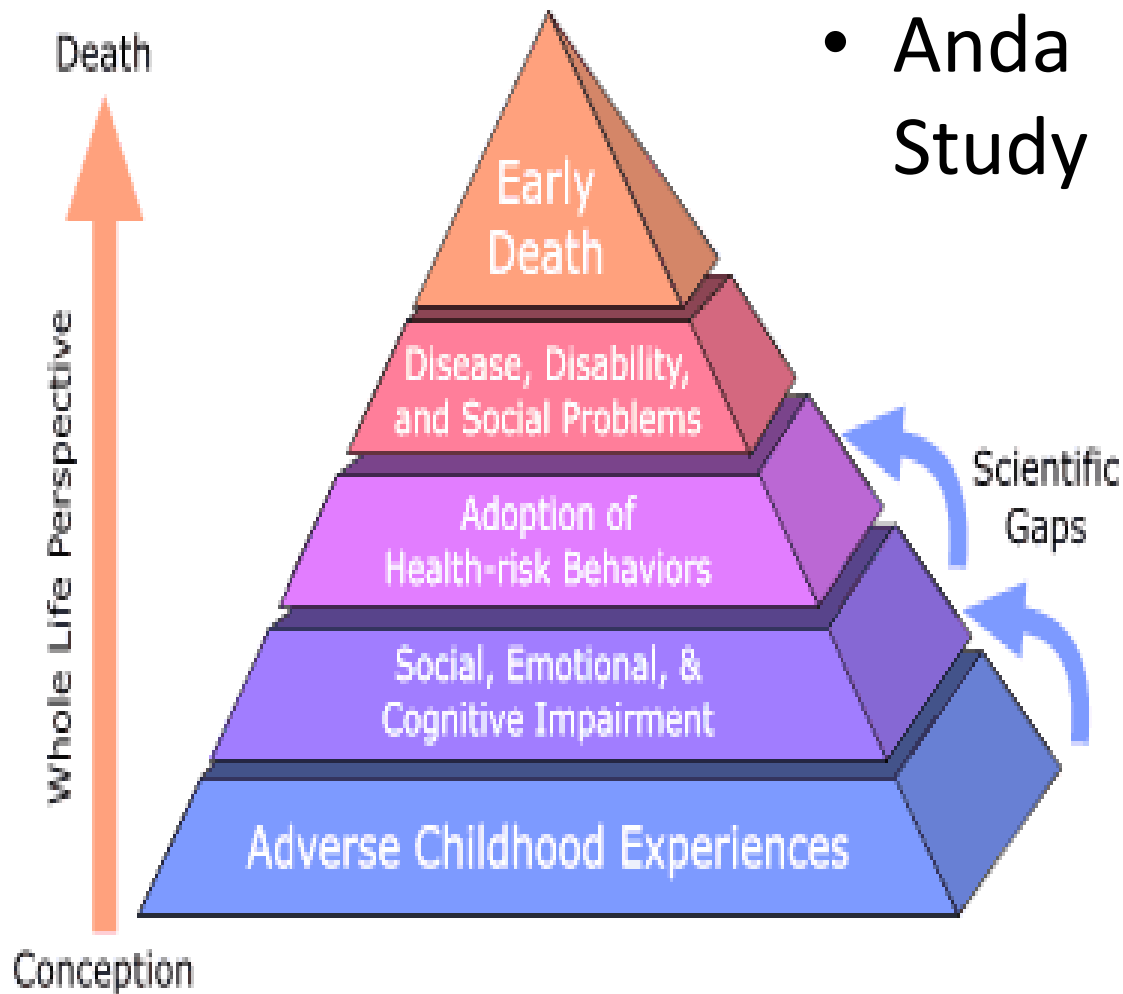 Death
• Anda
Study
Early
Death
Whole Life Perspective
Disease, Disability,
and Social Problems
Scientific
Gaps
Adoption of
Health-risk Behaviors
Social, Emotional, &
Cognitive Impairment
Adverse Childhood Experiences
Conception